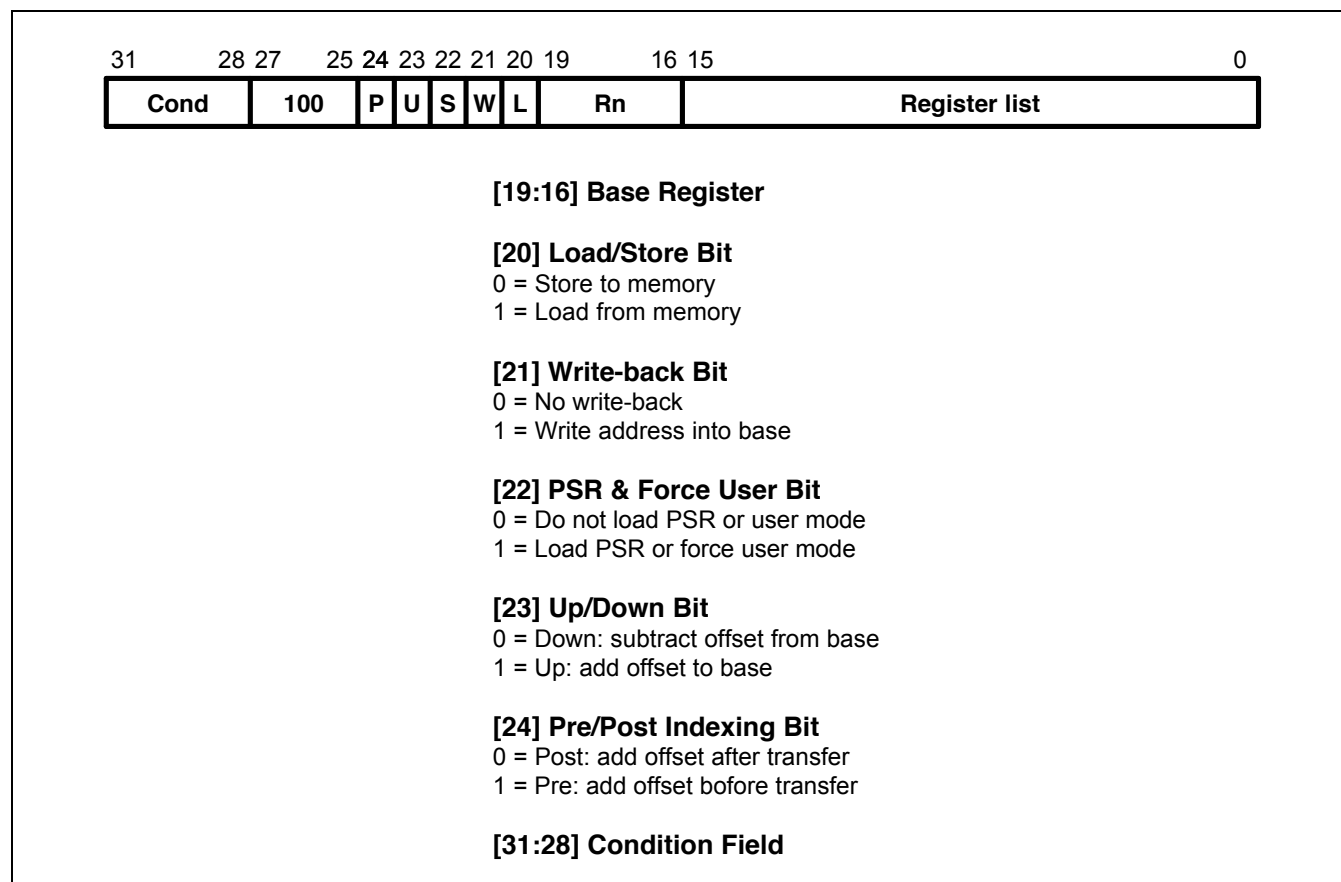 31 28 27 25 24 23 22 21 20 19 16 15 0
Cond 100 P U S W L Rn Register list
[19:16] Base Register
[20] Load/Store Bit
0 = Store to memory
1 = Load from memory
[21] Write-back Bit
0 = No write-back
1 = Write address into base
[22] PSR & Force User Bit
0 = Do not load PSR or user mode
1 = Load PSR or force user mode
[23] Up/Down Bit
0 = Down: subtract offset from base
1 = Up: add offset to base
[24] Pre/Post Indexing Bit
0 = Post: add offset after transfer
1 = Pre: add offset bofore transfer
[31:28] Condition Field